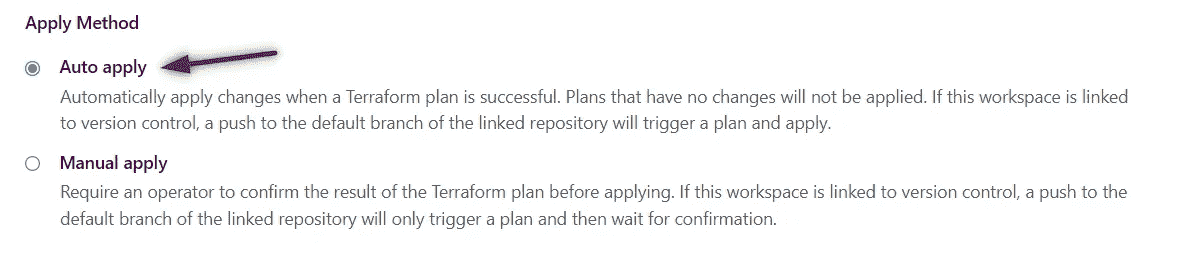 Apply Method
Auto apply
Automatically apply changes when a Terraform plan is successful. Plans that have no changes will not be applied. If this workspace is linked
to version control, a push to the default branch of the linked repository will trigger a plan and apply.
Manual apply
Require an operator to confirm the result of the Terraform plan before applying. If this workspace is linked to version control, a push to the
default branch of the linked repository will only trigger a plan and then wait for confirmation.